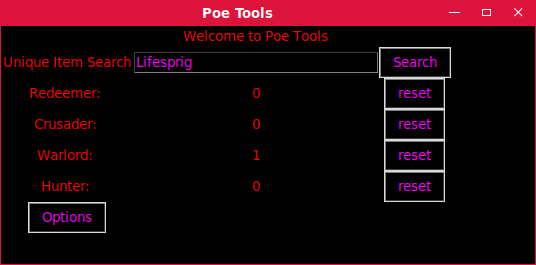 Poe Tools
Welcome to Poe Tools
Unique Item Search Lifesprig Search
Redeemer: 0 reset
Crusader: 0 reset
Warlord: 1 reset
Hunter: 0 reset
Options